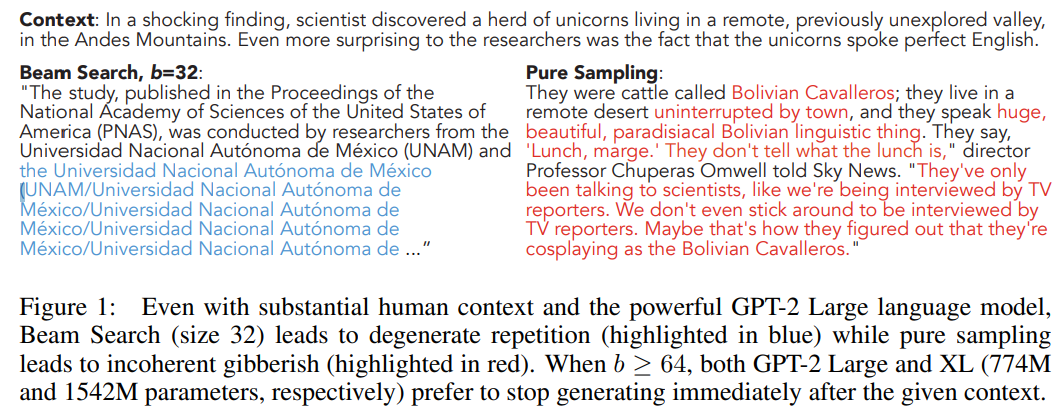 Context: In a shocking finding, scientist discovered a herd of unicorns living in a remote, previously unexplored valley,
in the Andes Mountains. Even more surprising to the researchers was the fact that the unicorns spoke perfect English.
Beam Search, b=32:
"The study, published in the Proceedings of the
National Academy of Sciences of the United States of
America (PNAS), was conducted by researchers from the
Universidad Nacional Autónoma de México (UNAM) and
the Universidad Nacional Autónoma de México
(UNAM/Universidad Nacional Autónoma de
México/Universidad Nacional Autónoma de
México/Universidad Nacional Autónoma de
México/Universidad Nacional Autónoma de ..."
Pure Sampling:
They were cattle called Bolivian Cavalleros; they live in a
remote desert uninterrupted by town, and they speak huge,
beautiful, paradisiacal Bolivian linguistic thing. They say,
'Lunch, marge.' They don't tell what the lunch is," director
Professor Chuperas Omwell told Sky News. "They've only
been talking to scientists, like we're being interviewed by TV
reporters. We don't even stick around to be interviewed by
TV reporters. Maybe that's how they figured out that they're
cosplaying as the Bolivian Cavalleros."
Figure 1: Even with substantial human context and the powerful GPT-2 Large language model,
Beam Search (size 32) leads to degenerate repetition (highlighted in blue) while pure sampling
leads to incoherent gibberish (highlighted in red). When b ≥ 64, both GPT-2 Large and XL (774M
and 1542M parameters, respectively) prefer to stop generating immediately after the given context.